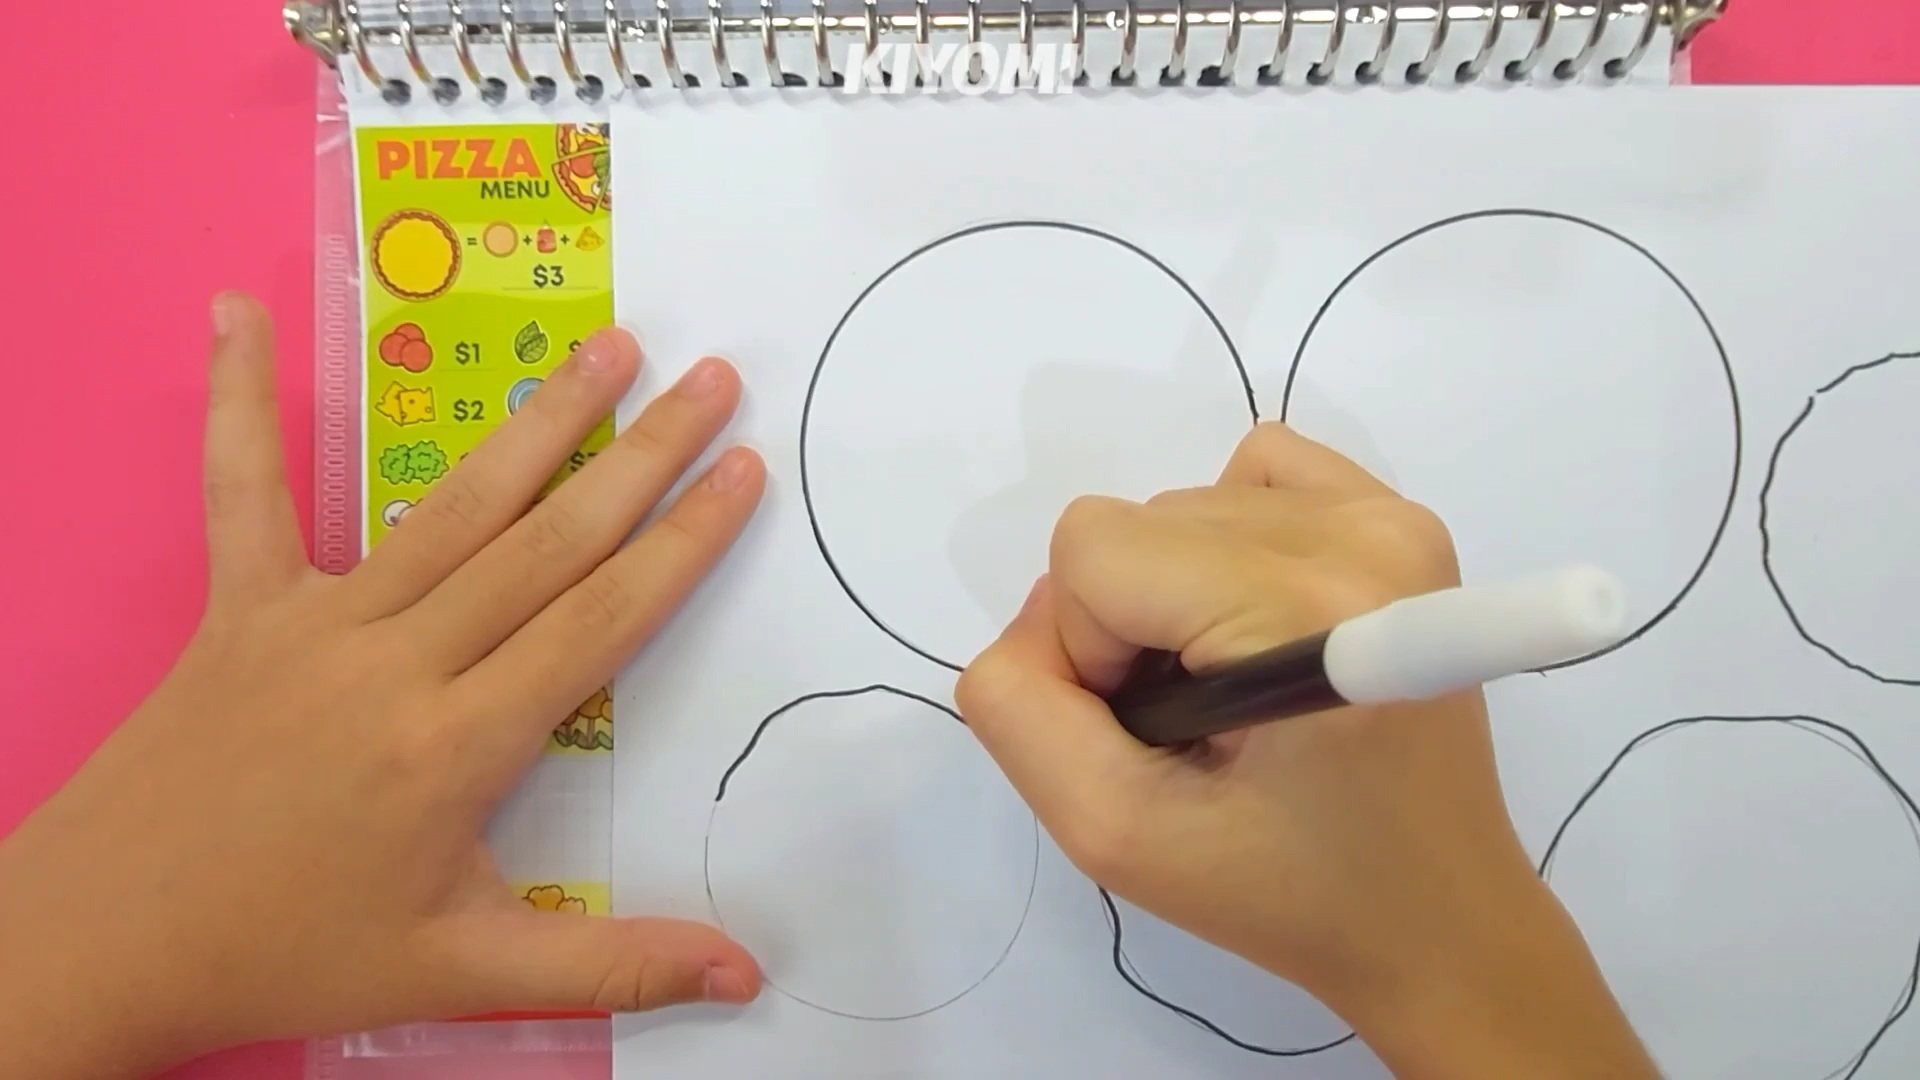 KIYOMI
PIZZA
MENU
= + +
$3
$1
$2